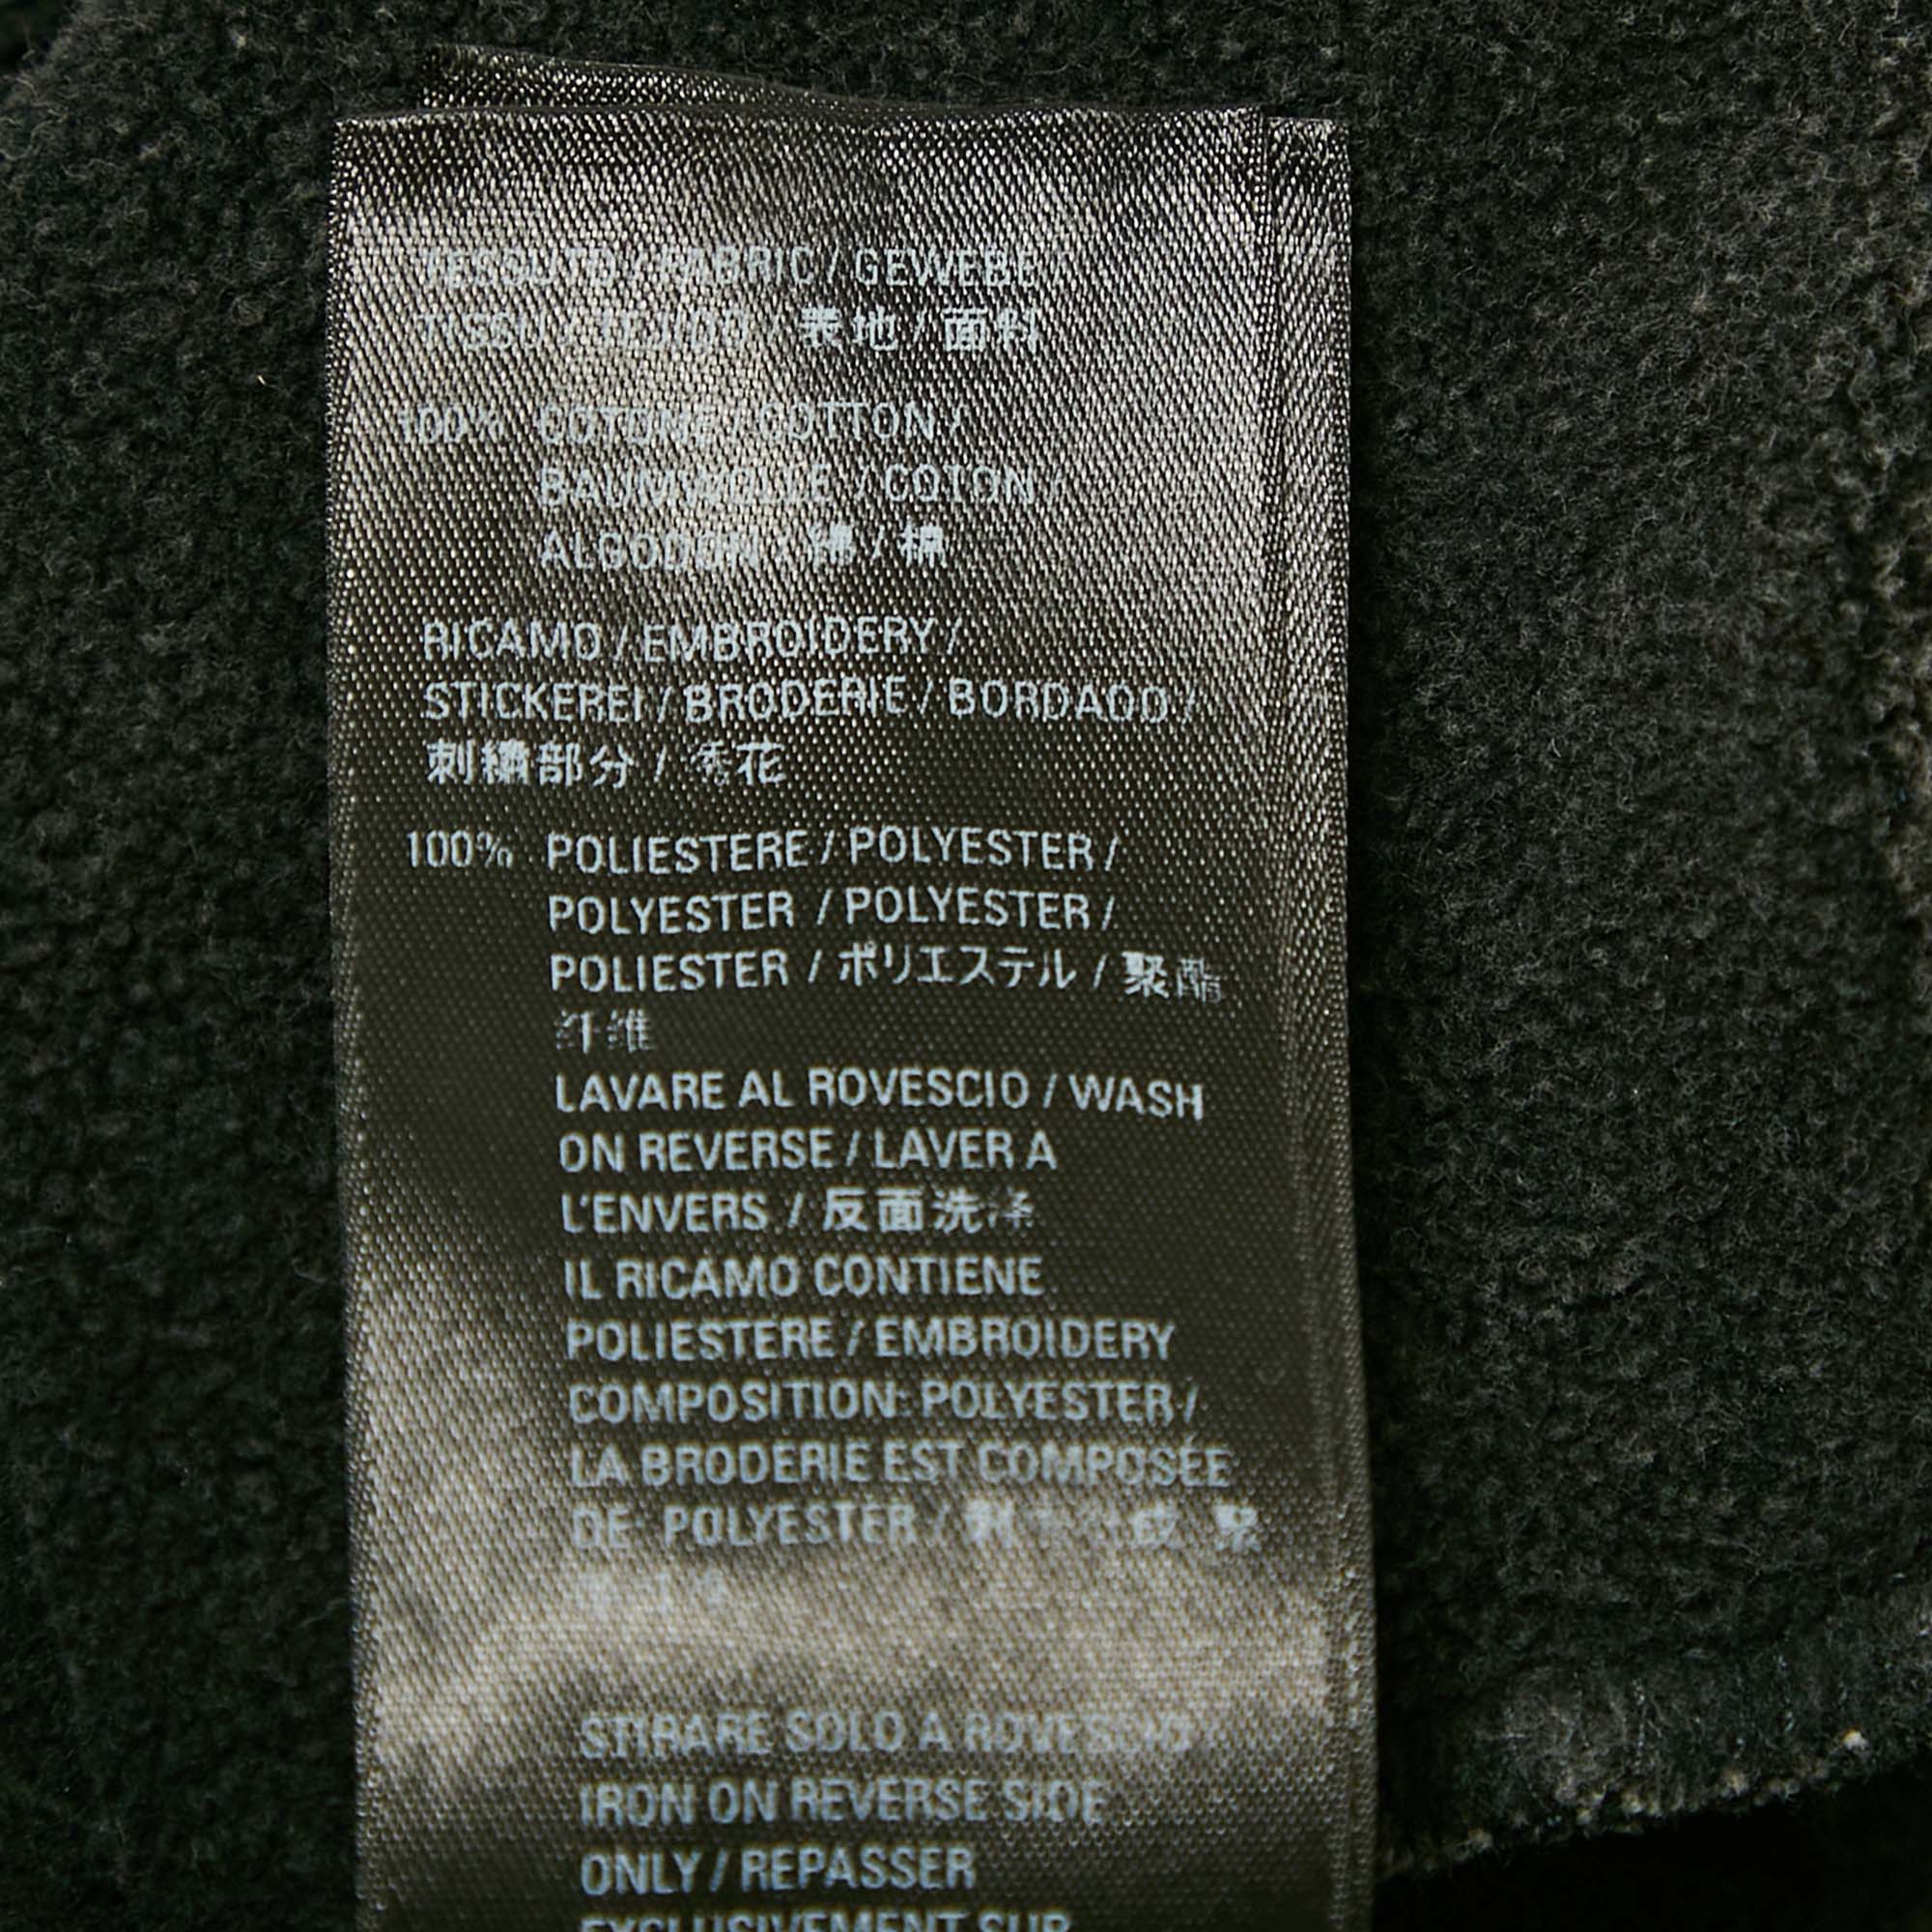 TESSUTO / FABRIC / GEWEBE /
TISSU / TEJIDO / 表地 / 面料
100% COTONE / COTTON /
BAUMWOLLE / COTON /
ALGODON / 綿 / 棉
RICAMO / EMBROIDERY /
STICKEREI / BRODERIE / BORDADO /
刺繍部分 / 秀花
100% POLIESTERE / POLYESTER /
POLYESTER / POLYESTER /
POLIESTER / ポリエステル / 聚酯
纤维
LAVARE AL ROVESCIO / WASH
ON REVERSE / LAVER A
L'ENVERS / 反面洗涤
IL RICAMO CONTIENE
POLIESTERE / EMBROIDERY
COMPOSITION: POLYESTER /
LA BRODERIE EST COMPOSÉE
DE: POLYESTER /
STIRARE SOLO A ROVESCIO /
IRON ON REVERSE SIDE
ONLY / REPASSER
EXCLUSIVEMENT SUR